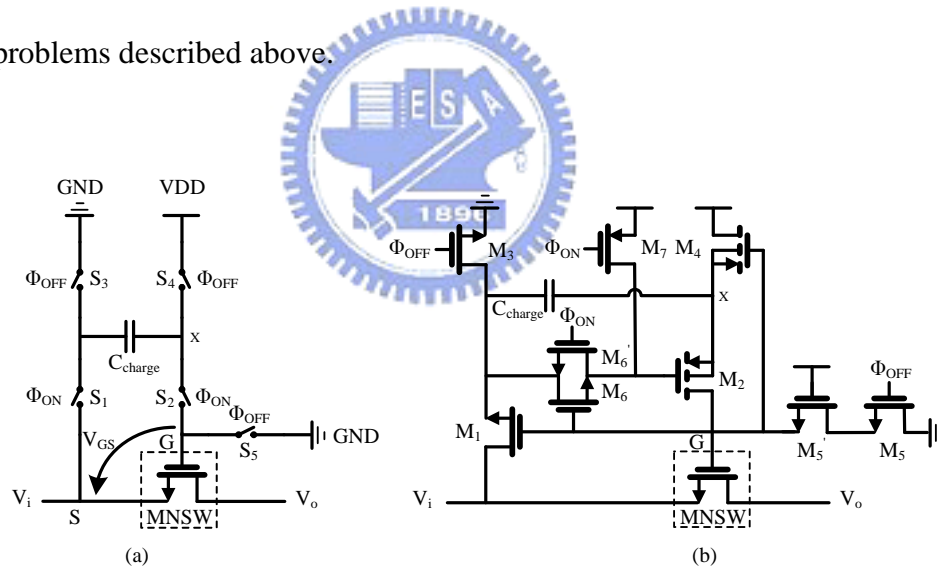 problems described above.
E S A
1896
GND VDD
Φ_OFF S_3 S_4 Φ_OFF
C_charge x
Φ_ON S_1 S_2 Φ_ON
Φ_OFF
V_GS G S_5 GND
V_i V_o
S MNSW
(a)
Φ_OFF M_3 Φ_ON M_7 M_4
C_charge x
Φ_ON
M_6' M_2 Φ_OFF
M_6
M_1 G M_5' M_5
V_i V_o
MNSW
(b)